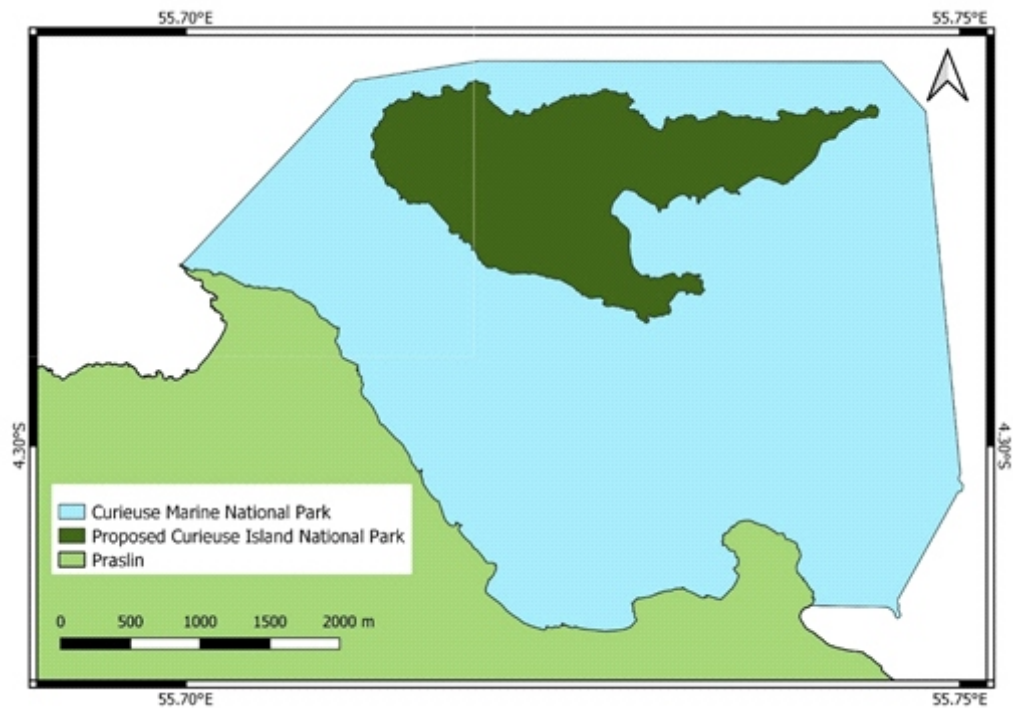 55.70°E 55.75°E
4.30°S 4.30°S
Curieuse Marine National Park
Proposed Curieuse Island National Park
Praslin
0 500 1000 1500 2000 m
55.70°E 55.75°E